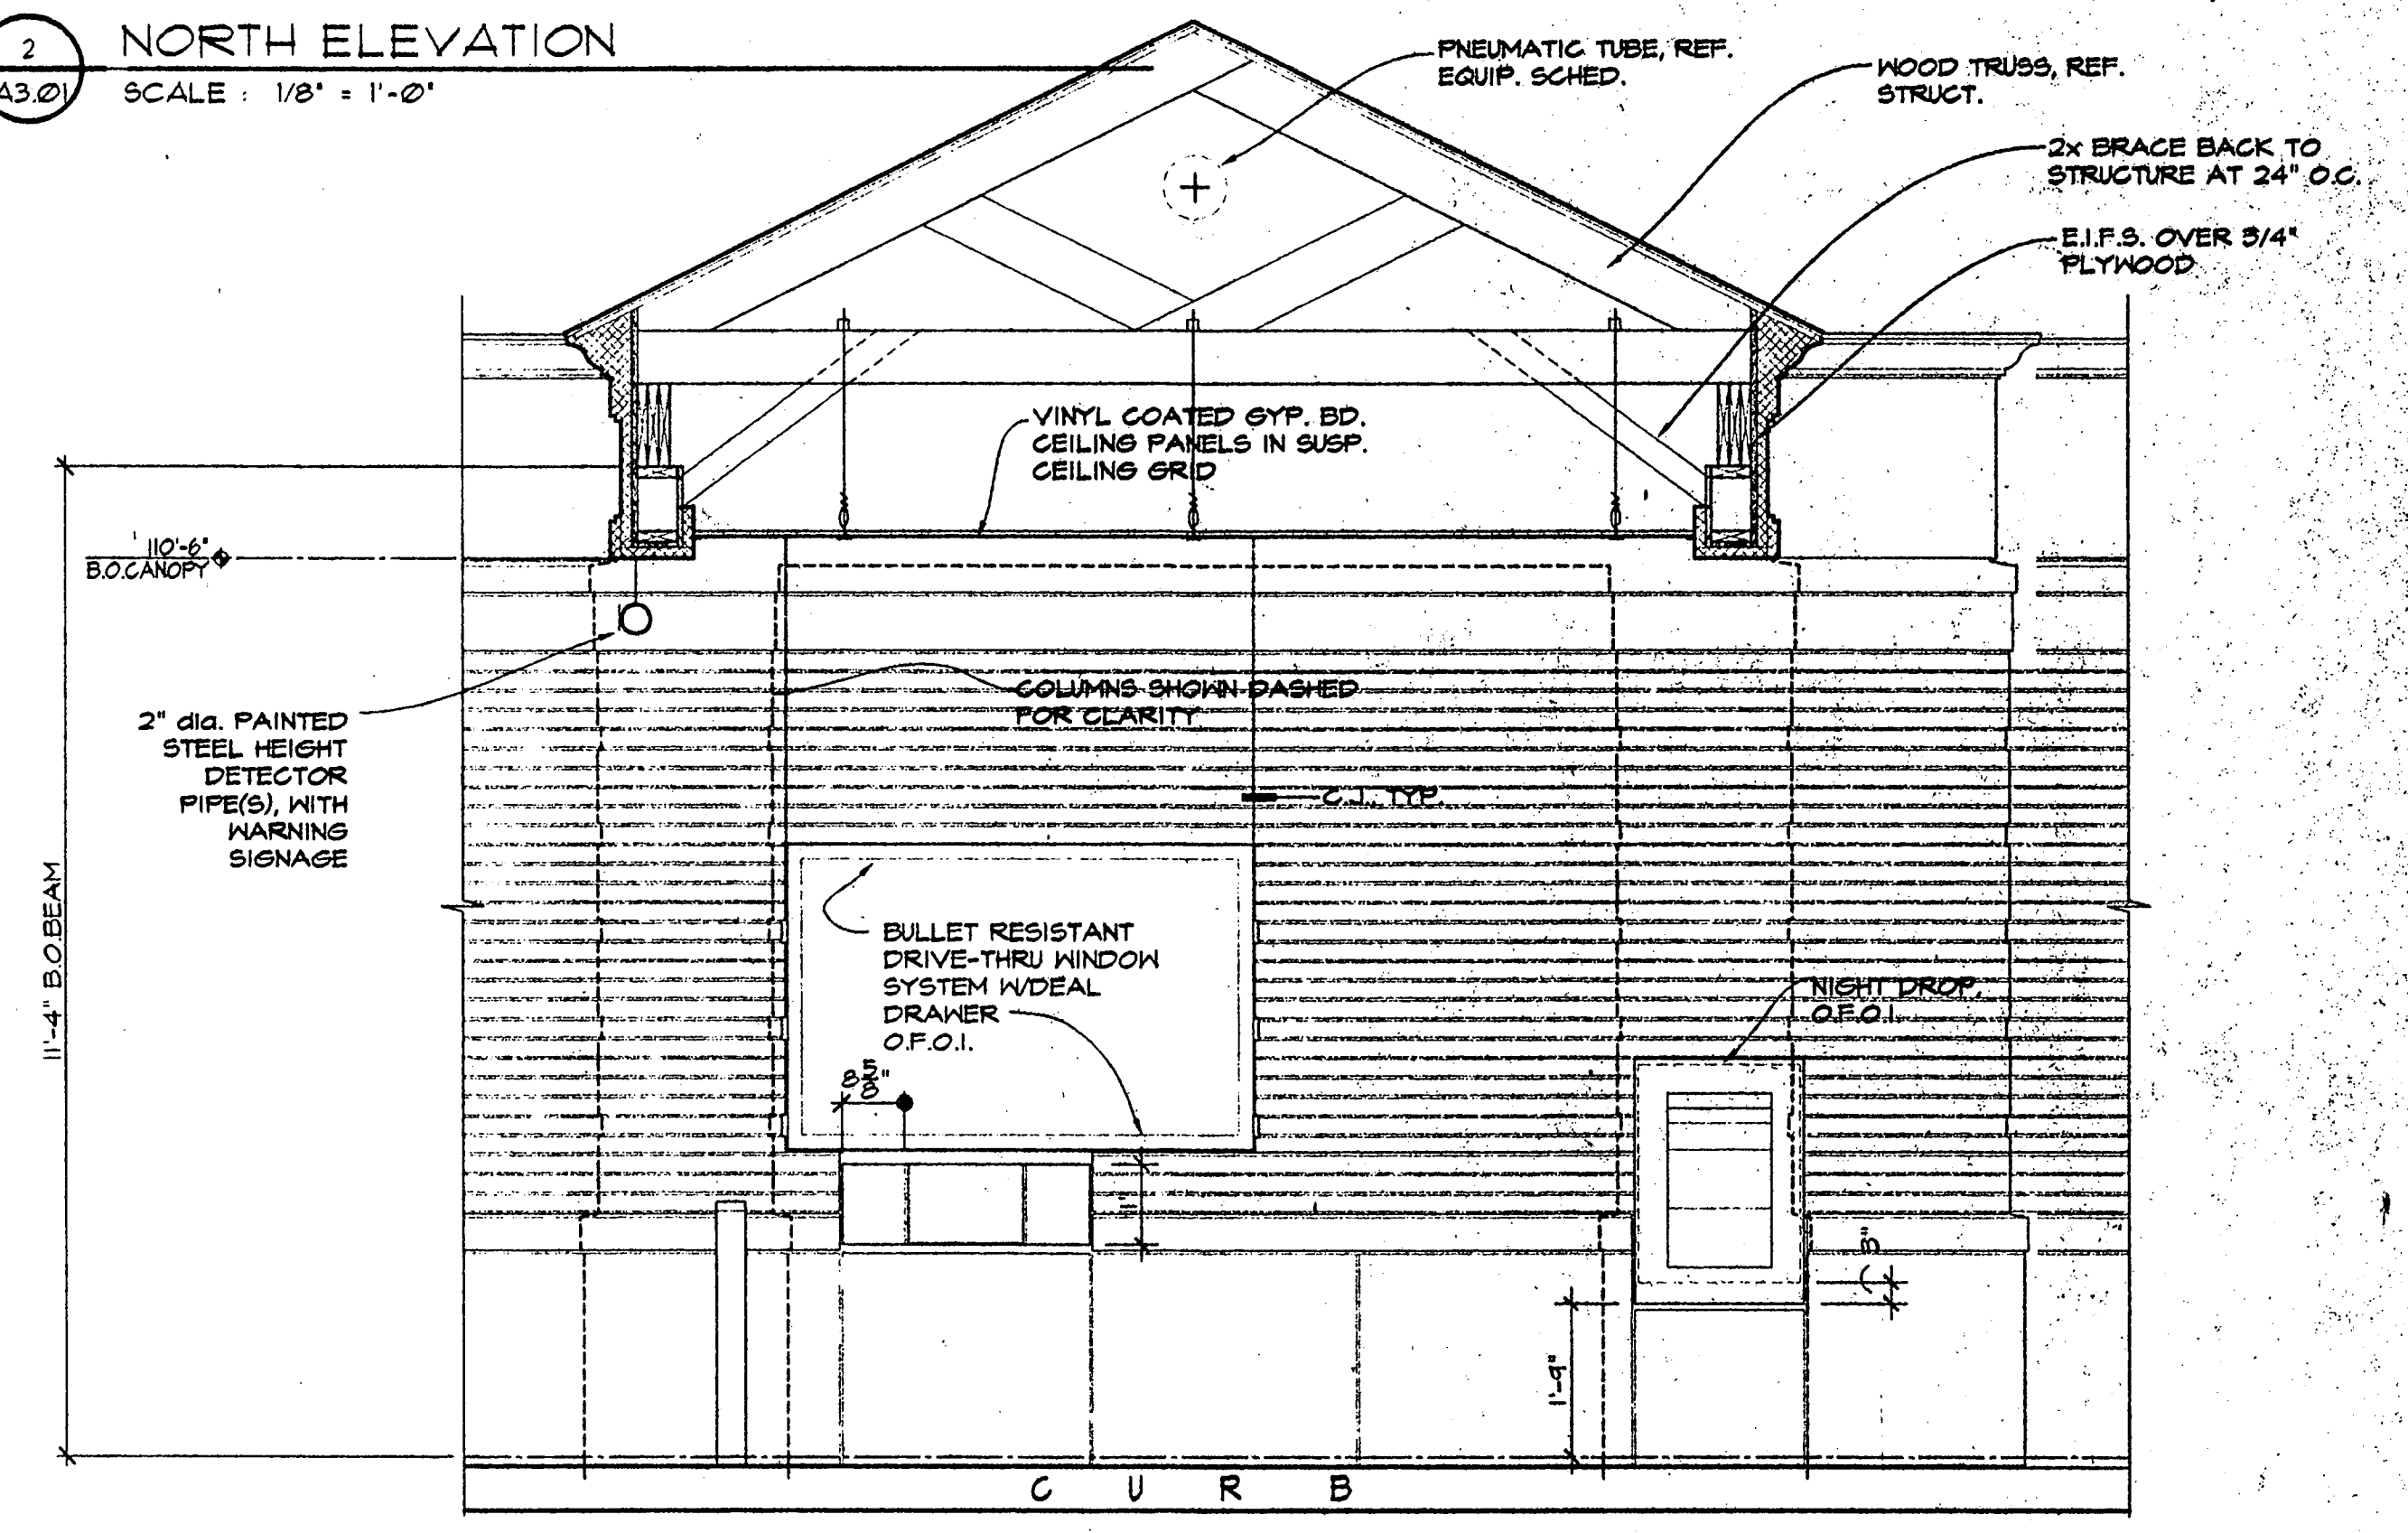 2
A3.01
NORTH ELEVATION
SCALE : 1/8" = 1'-0"
PNEUMATIC TUBE, REF.
EQUIP. SCHED.
WOOD TRUSS, REF.
STRUCT.
2x BRACE BACK TO
STRUCTURE AT 24" O.C.
E.I.F.S. OVER 3/4"
PLYWOOD
VINYL COATED GYP. BD.
CEILING PANELS IN SUSP.
CEILING GRID
110'-6"
B.O.CANOPY
COLUMNS SHOWN DASHED
FOR CLARITY
2" dia. PAINTED
STEEL HEIGHT
DETECTOR
PIPE(S), WITH
WARNING
SIGNAGE
C.J., TYP.
11'-4" B.O.BEAM
BULLET RESISTANT
DRIVE-THRU WINDOW
SYSTEM W/DEAL
DRAWER
O.F.O.I.
NIGHT DROP,
O.F.O.I.
8 5/8"
11"
3"
1'-9"
CURB